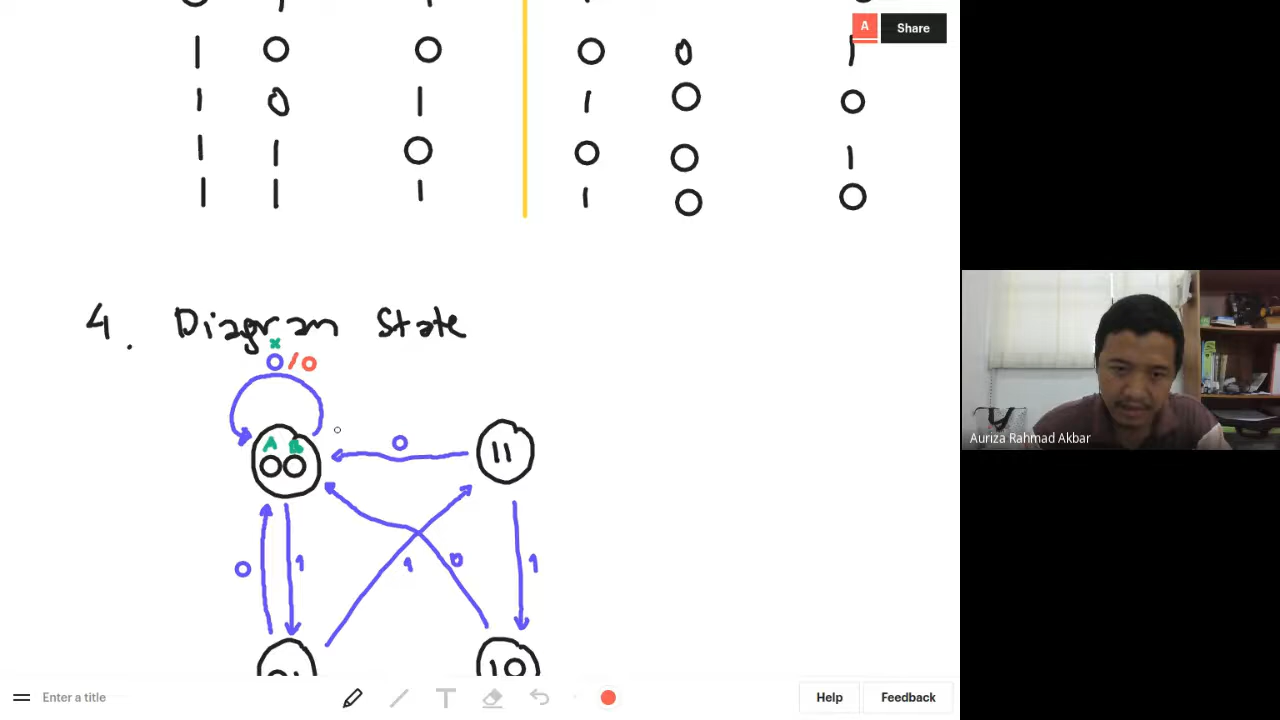 A Share
1 0 0 0 0 1
1 0 1 1 0 0
1 1 0 0 0 1
1 1 1 1 0 0
4. Diagram State
x
0/0
A B
00
0
11
0
1
1
0
1
10
Auriza Rahmad Akbar
Enter a title
T
Help
Feedback